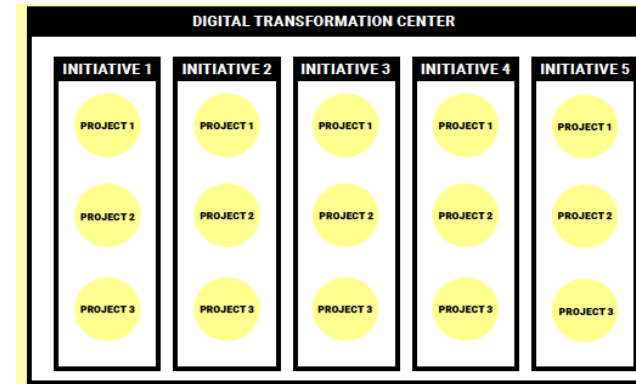 DIGITAL TRANSFORMATION CENTER
INITIATIVE 1
INITIATIVE 2
INITIATIVE 3
INITIATIVE 4
INITIATIVE 5
PROJECT 1
PROJECT 1
PROJECT 1
PROJECT 1
PROJECT 1
PROJECT 2
PROJECT 2
PROJECT 2
PROJECT 2
PROJECT 2
PROJECT 3
PROJECT 3
PROJECT 3
PROJECT 3
PROJECT 3